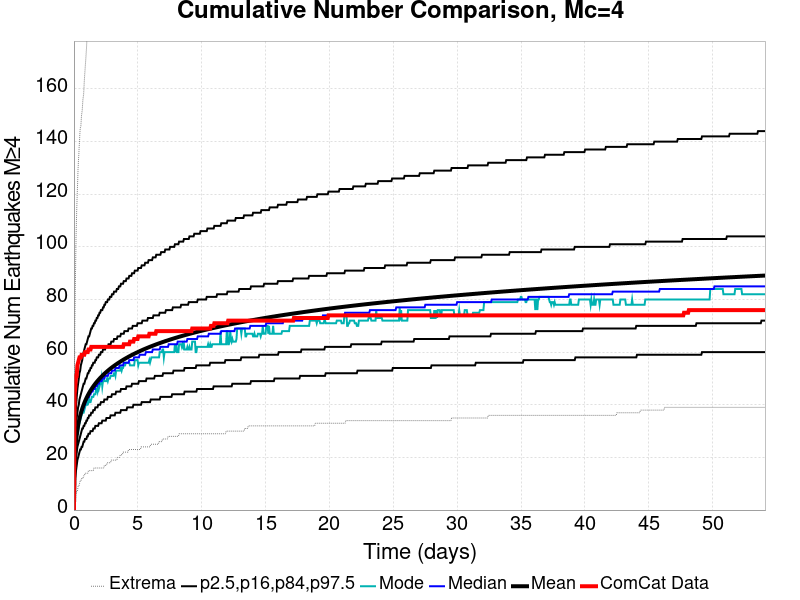 Cumulative Number Comparison, Mc=4
Cumulative Num Earthquakes M≥4
160
140
120
100
80
60
40
20
0
0 5 10 15 20 25 30 35 40 45 50
Time (days)
Extrema p2.5,p16,p84,p97.5 Mode Median Mean ComCat Data